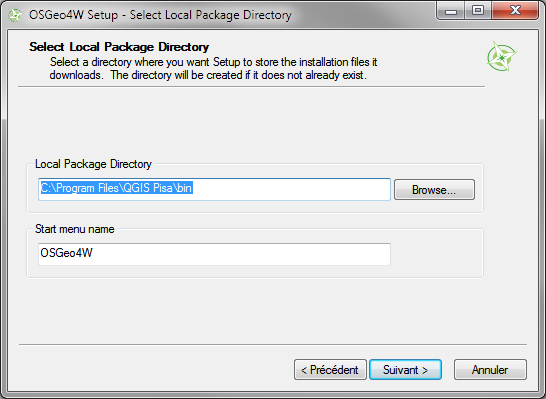 OSGeo4W Setup - Select Local Package Directory
Select Local Package Directory
Select a directory where you want Setup to store the installation files it
downloads. The directory will be created if it does not already exist.
Local Package Directory
C:\Program Files\QGIS Pisa\bin
Browse...
Start menu name
OSGeo4W
< Précédent
Suivant >
Annuler